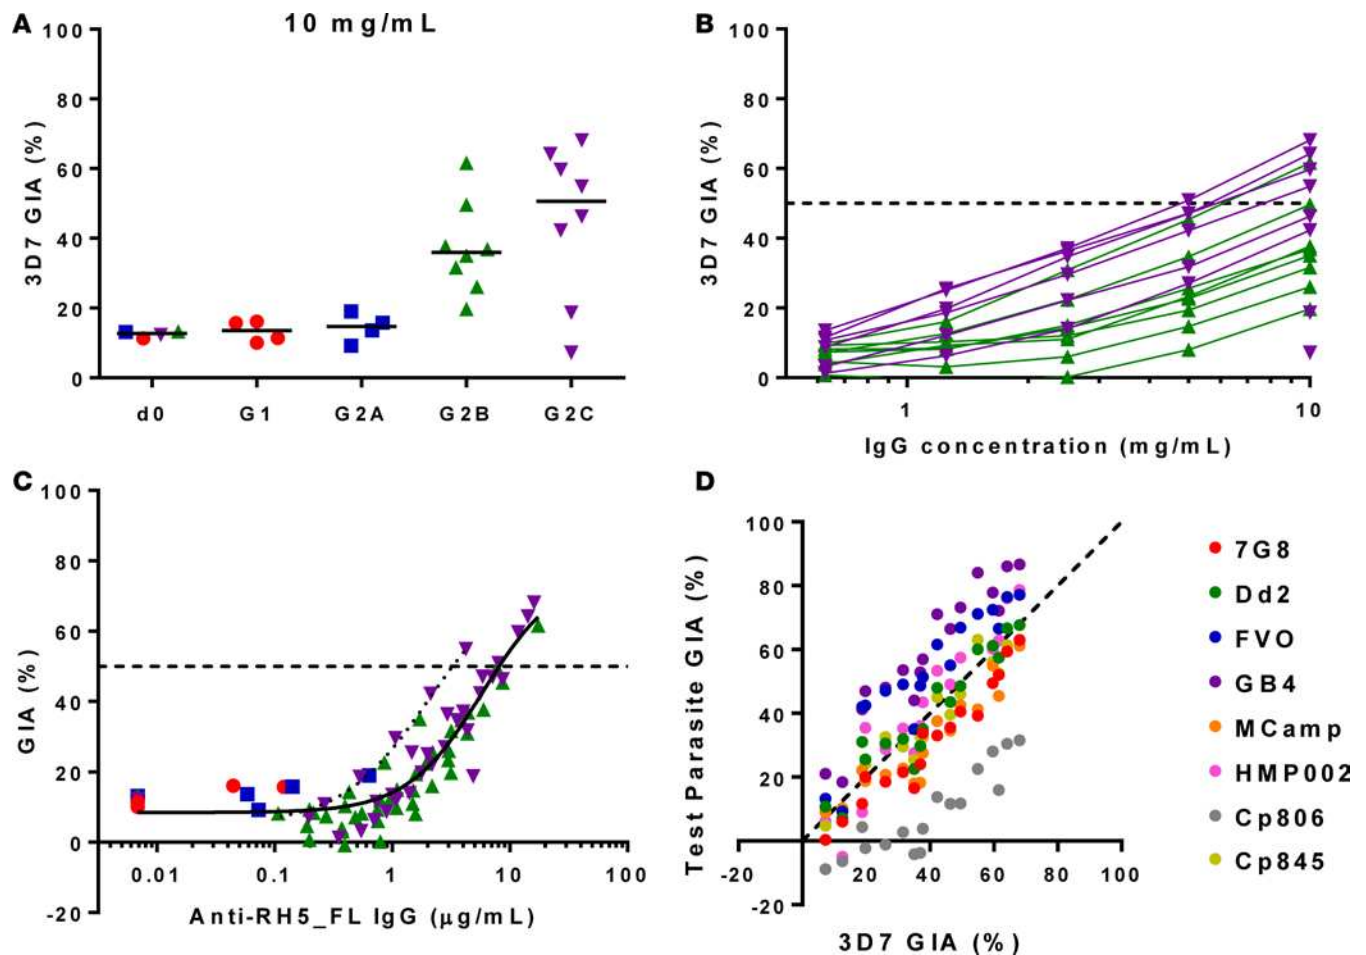 A
10 mg/mL
3D7 GIA (%)
100
80
60
40
20
0
d0 G1 G2A G2B G2C
B
3D7 GIA (%)
100
80
60
40
20
0
1 10
IgG concentration (mg/mL)
C
GIA (%)
100
80
60
40
20
0
-20
0.01 0.1 1 10 100
Anti-RH5_FL IgG (μg/mL)
D
Test Parasite GIA (%)
100
80
60
40
20
-20
-20 0 20 40 60 80 100
3D7 GIA (%)
7G8
Dd2
FVO
GB4
MCamp
HMP002
Cp806
Cp845